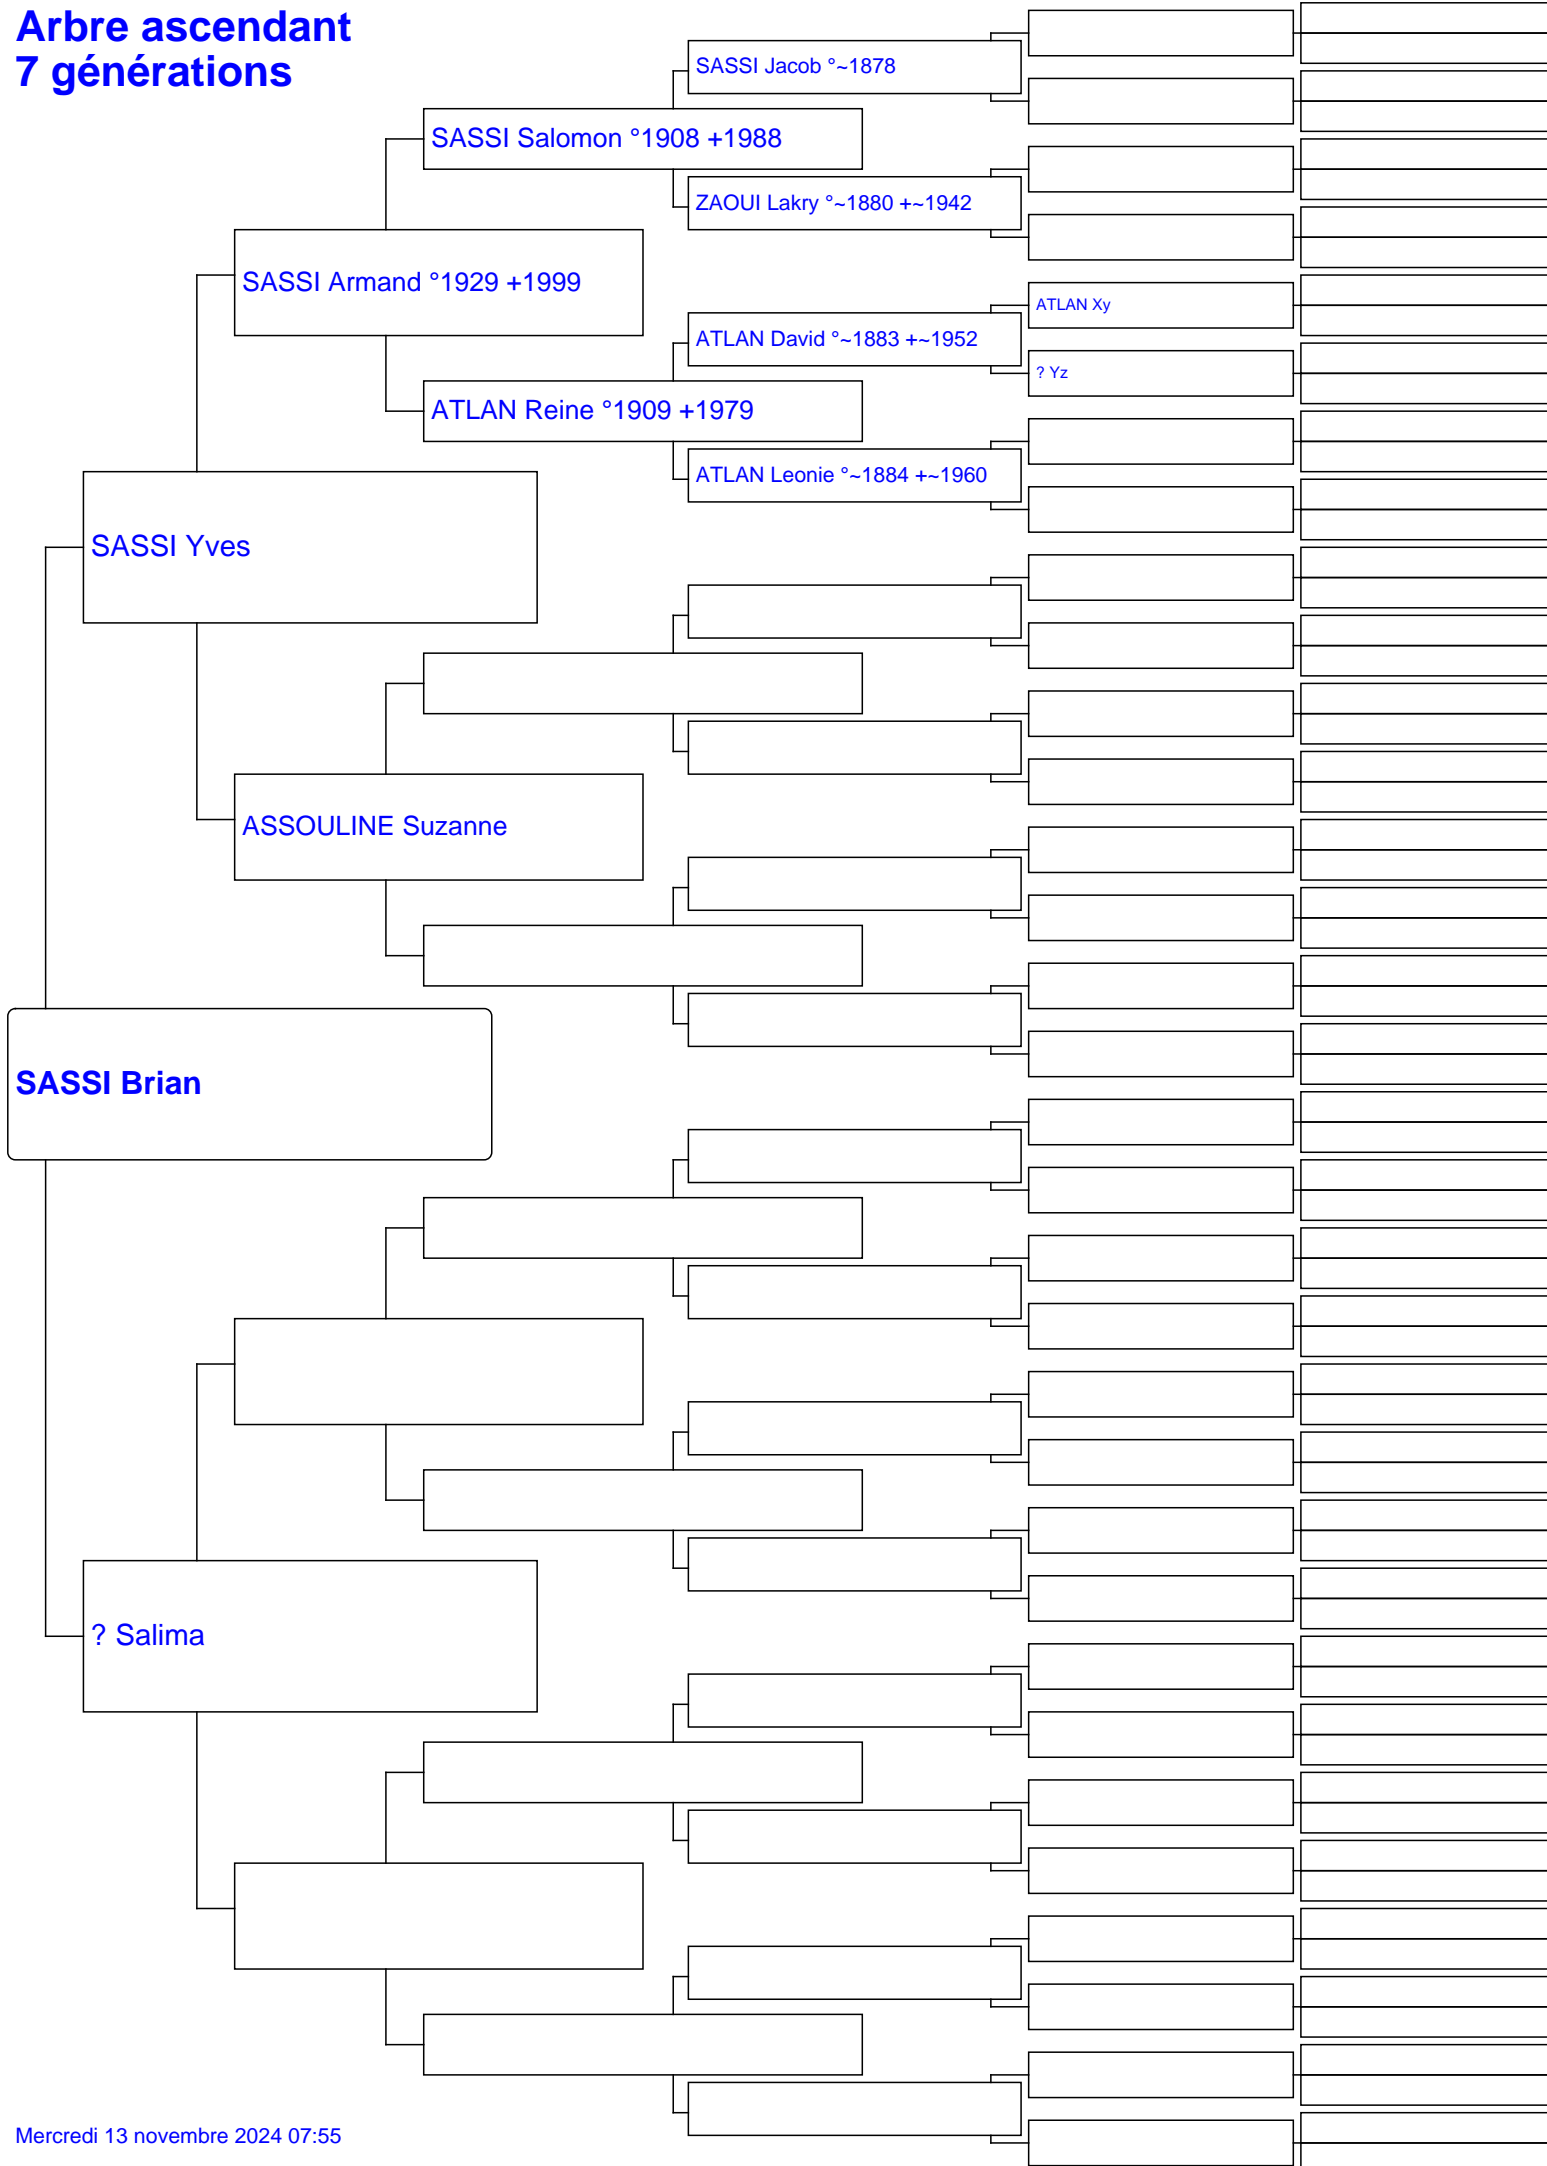 Arbre ascendant
7 générations
SASSI Jacob °~1878
SASSI Salomon °1908 +1988
ZAOUI Lakry °~1880 +~1942
SASSI Armand °1929 +1999
ATLAN Xy
ATLAN David °~1883 +~1952
? Yz
ATLAN Reine °1909 +1979
ATLAN Leonie °~1884 +~1960
SASSI Yves
ASSOULINE Suzanne
SASSI Brian
? Salima
Mercredi 13 novembre 2024 07:55